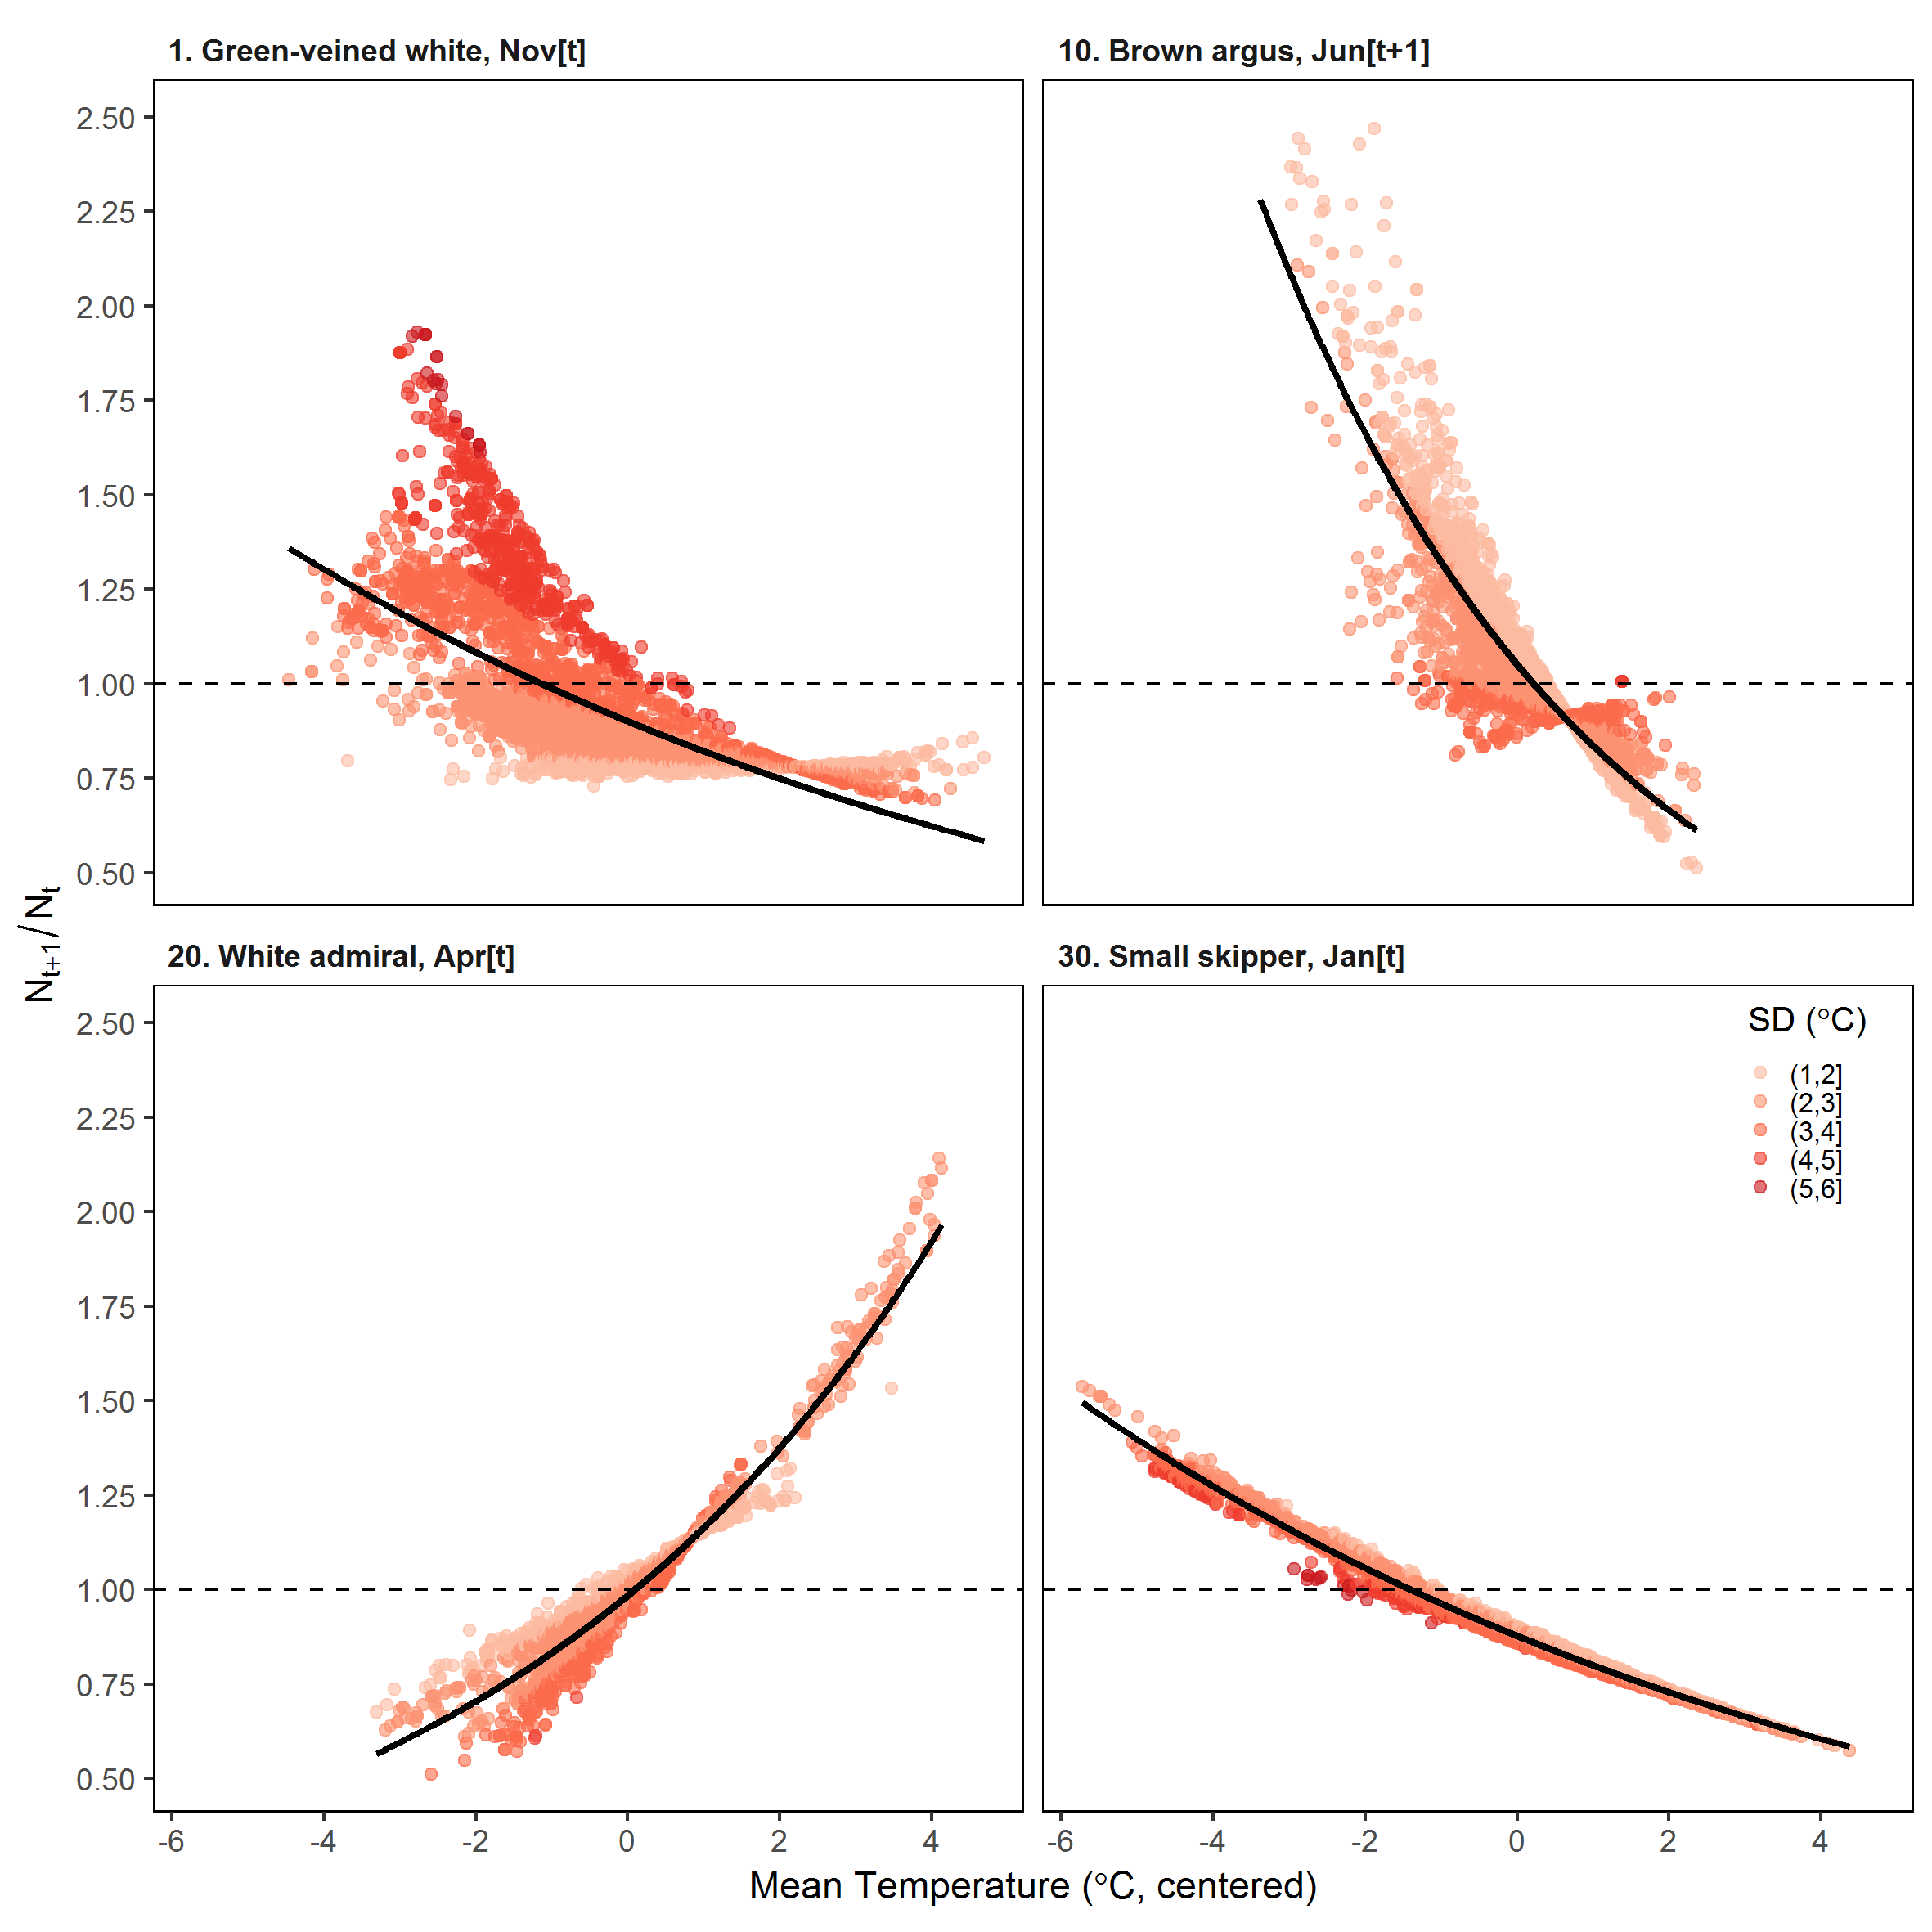 1. Green-veined white, Nov[t]
10. Brown argus, Jun[t+1]
2.50
2.25
2.00
1.75
1.50
1.25
1.00
0.75
0.50
Nt+1/Nt
20. White admiral, Apr[t]
30. Small skipper, Jan[t]
2.50
2.25
2.00
1.75
1.50
1.25
1.00
0.75
0.50
SD (°C)
(1,2]
(2,3]
(3,4]
(4,5]
(5,6]
-6 -4 -2 0 2 4
-6 -4 -2 0 2 4
Mean Temperature (°C, centered)